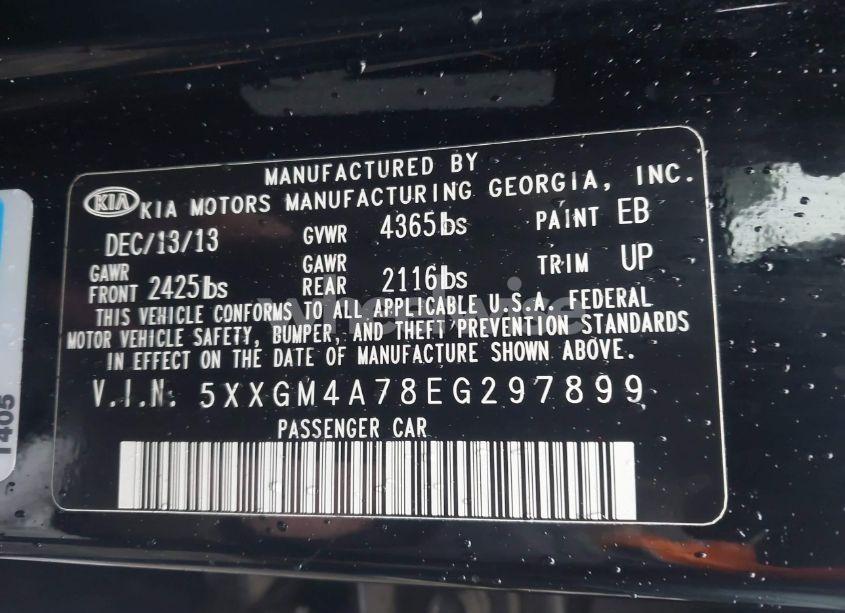 MANUFACTURED BY
KIA KIA MOTORS MANUFACTURING GEORGIA, INC.
DEC/13/13 GVWR 4365lbs PAINT EB
GAWR FRONT 2425lbs GAWR REAR 2116lbs TRIM UP
THIS VEHICLE CONFORMS TO ALL APPLICABLE U.S.A. FEDERAL
MOTOR VEHICLE SAFETY, BUMPER, AND THEFT PREVENTION STANDARDS
IN EFFECT ON THE DATE OF MANUFACTURE SHOWN ABOVE.
V.I.N: 5XXGM4A78EG297899
PASSENGER CAR
1405